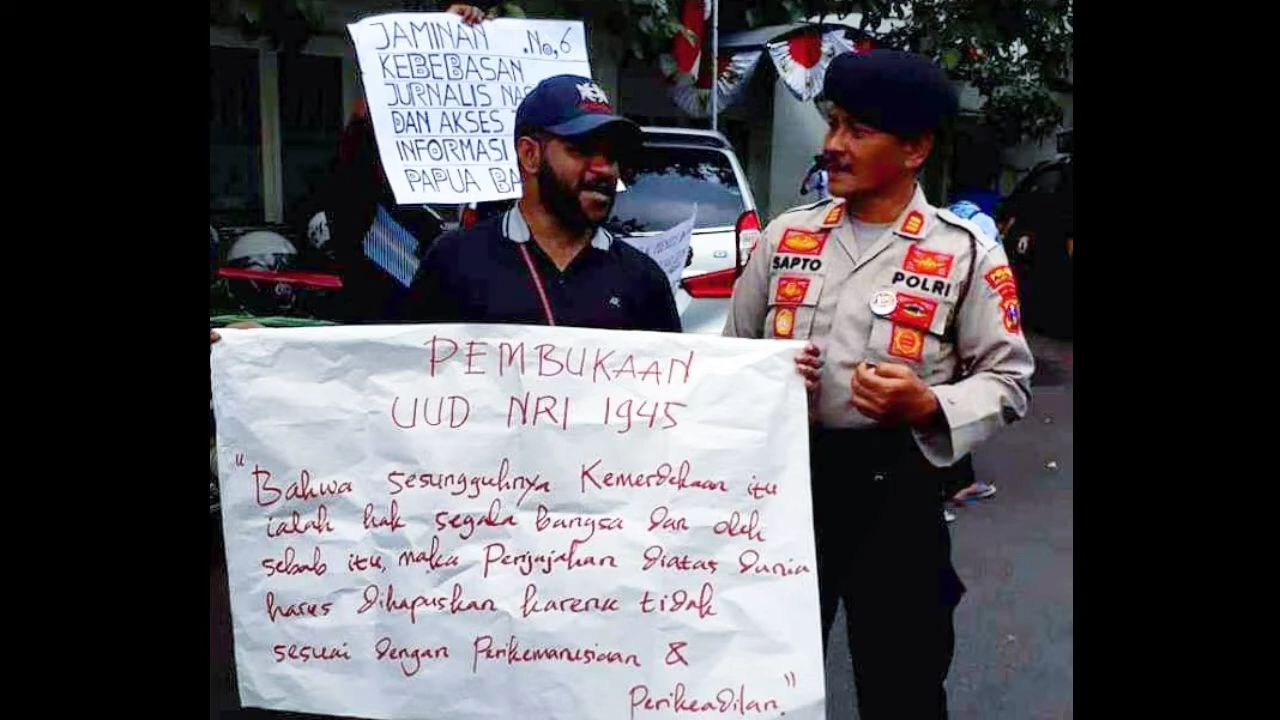 JAMINAN .No,6
KEBEBASAN
JURNALIS NAS
DAN AKSES
INFORMASI
PAPUA BA
SAPTO
POLRI
PEMBUKAAN
UUD NRI 1945
"Bahwa sesungguhnya Kemerdekaan itu
ialah hak segala Bangsa dan oleh
sebab itu, maka Penjajahan diatas Dunia
harus dihapuskan karena tidak
sesuai dengan Perikemanusiaan &
Perikeadilan."